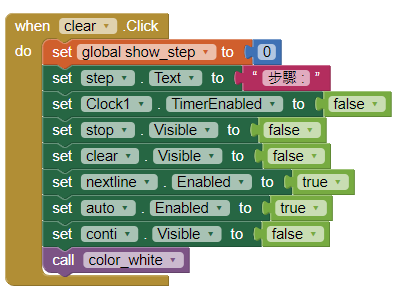 when clear .Click
do set global show_step to 0
set step . Text to “ 步驟 : ”
set Clock1 . TimerEnabled to false
set stop . Visible to false
set clear . Visible to false
set nextline . Enabled to true
set auto . Enabled to true
set conti . Visible to false
call color_white